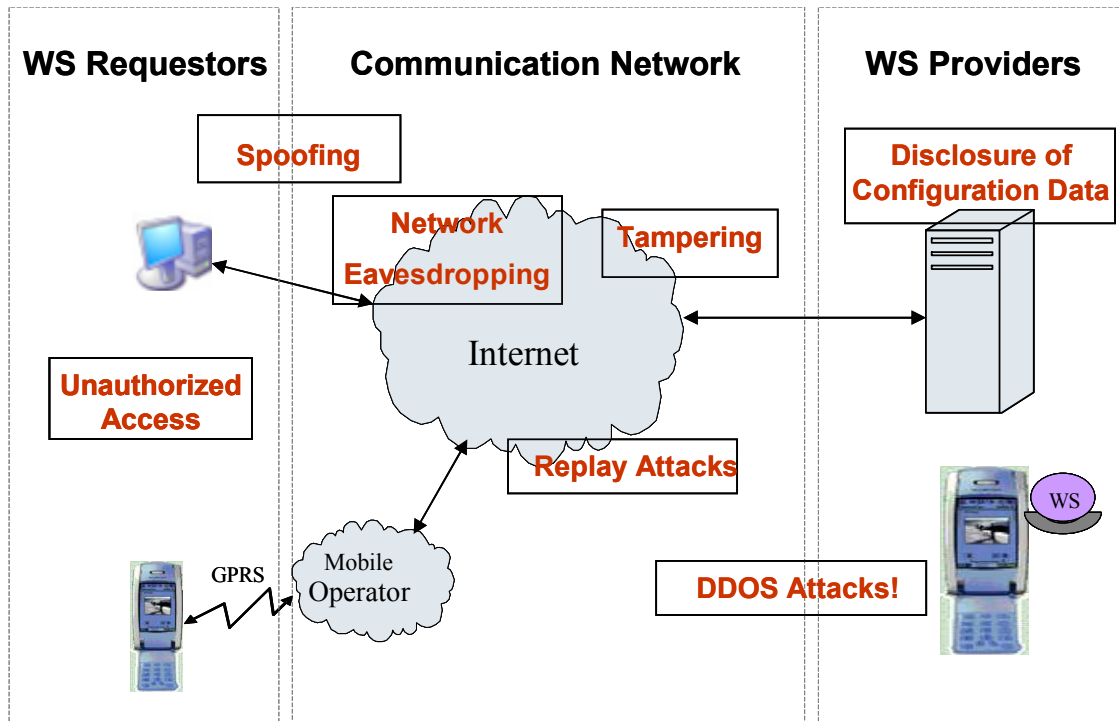 WS Requestors
Communication Network
WS Providers
Spoofing
Disclosure of
Configuration Data
Network
Eavesdropping
Tampering
Internet
Unauthorized
Access
Replay Attacks
WS
Mobile
Operator
GPRS
DDOS Attacks!